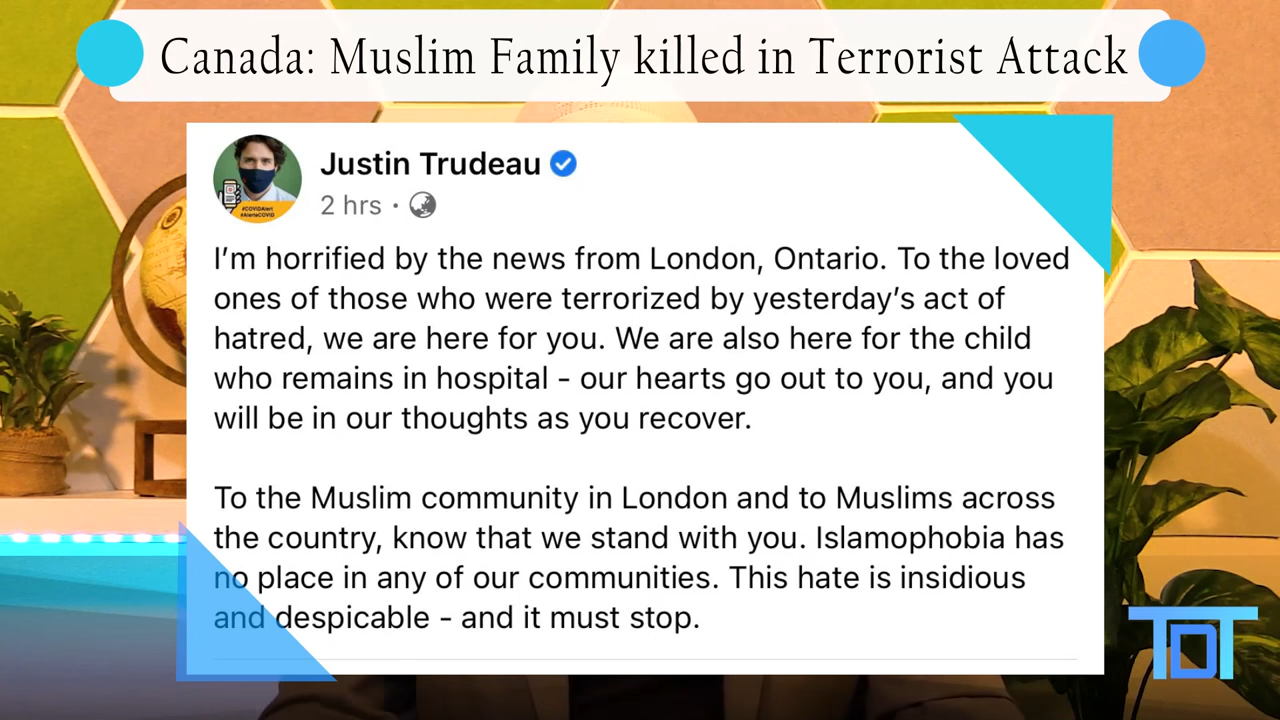 Canada: Muslim Family killed in Terrorist Attack
Justin Trudeau
2 hrs ·
#COVIDAlert
#AlerteCOVID
I'm horrified by the news from London, Ontario. To the loved
ones of those who were terrorized by yesterday's act of
hatred, we are here for you. We are also here for the child
who remains in hospital - our hearts go out to you, and you
will be in our thoughts as you recover.
To the Muslim community in London and to Muslims across
the country, know that we stand with you. Islamophobia has
no place in any of our communities. This hate is insidious
and despicable - and it must stop.
TDT